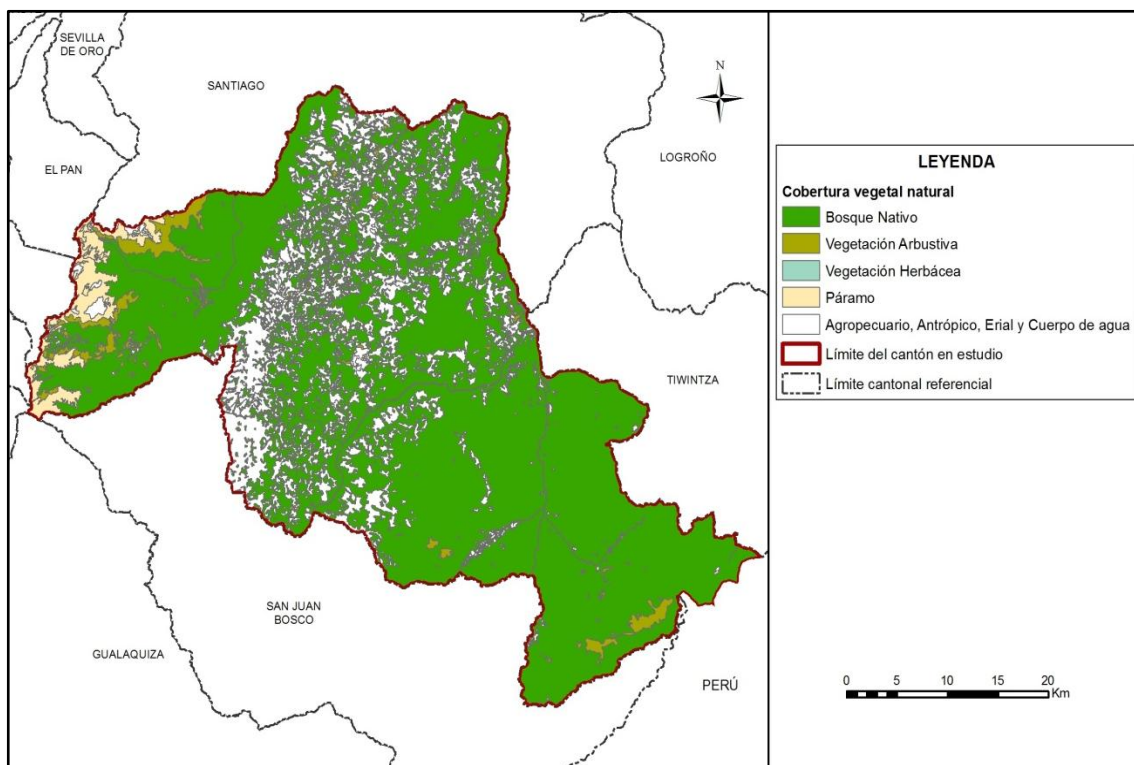 SEVILLA
DE ORO
SANTIAGO
N
EL PAN
LOGROÑO
TIWINTZA
SAN JUAN
BOSCO
GUALAQUIZA
PERÚ
LEYENDA
Cobertura vegetal natural
Bosque Nativo
Vegetación Arbustiva
Vegetación Herbácea
Páramo
Agropecuario, Antrópico, Erial y Cuerpo de agua
Límite del cantón en estudio
Límite cantonal referencial
0 5 10 15 20
Km